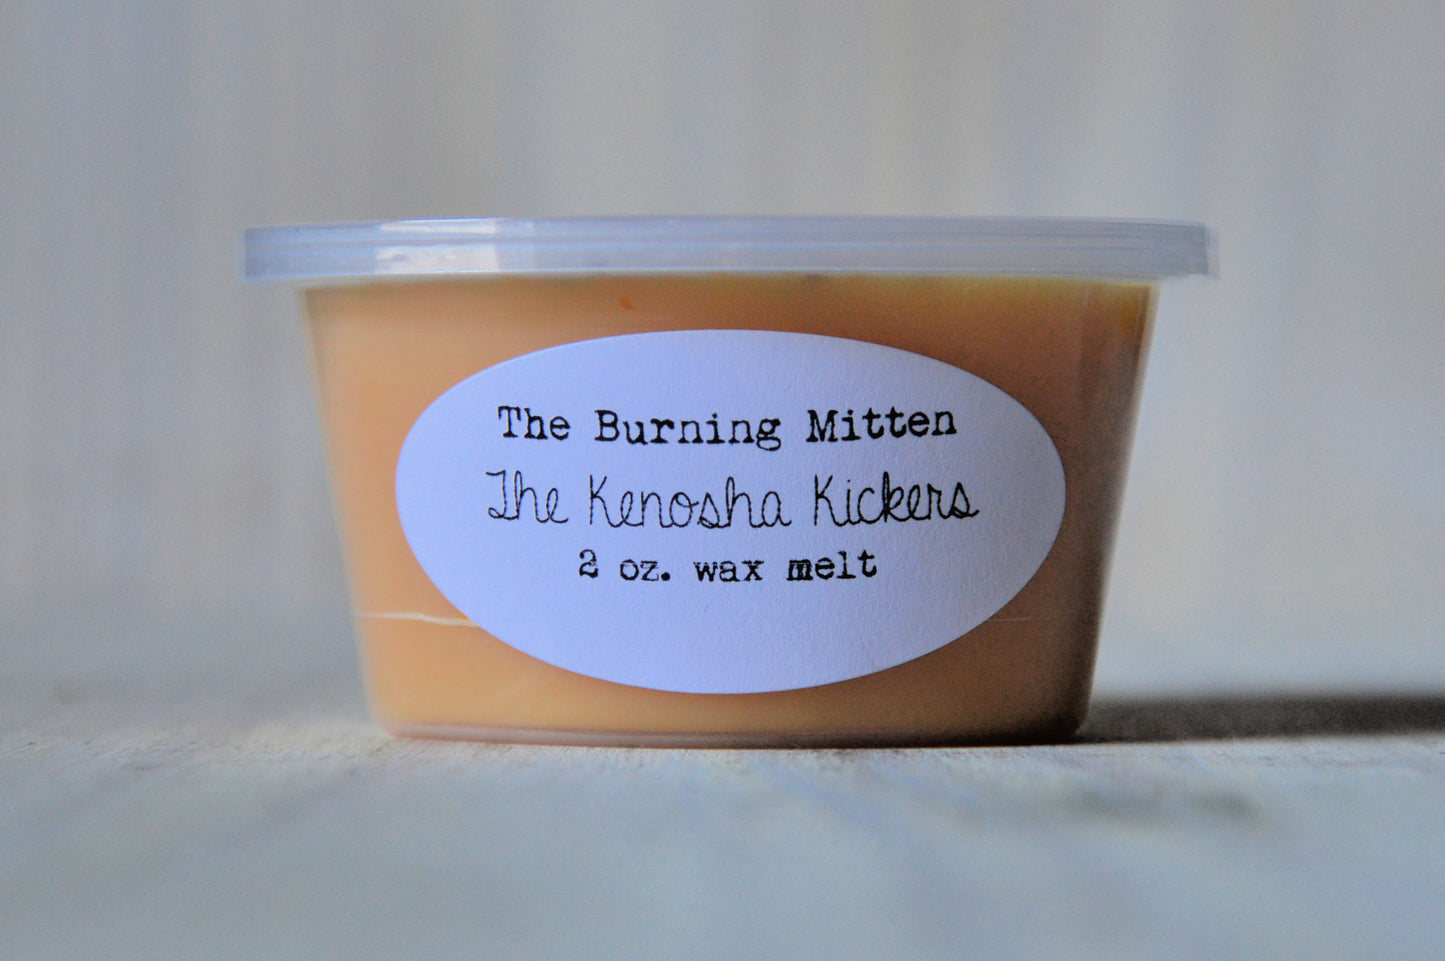 The Burning Mitten
The Kenosha Kickers
2 oz. wax melt